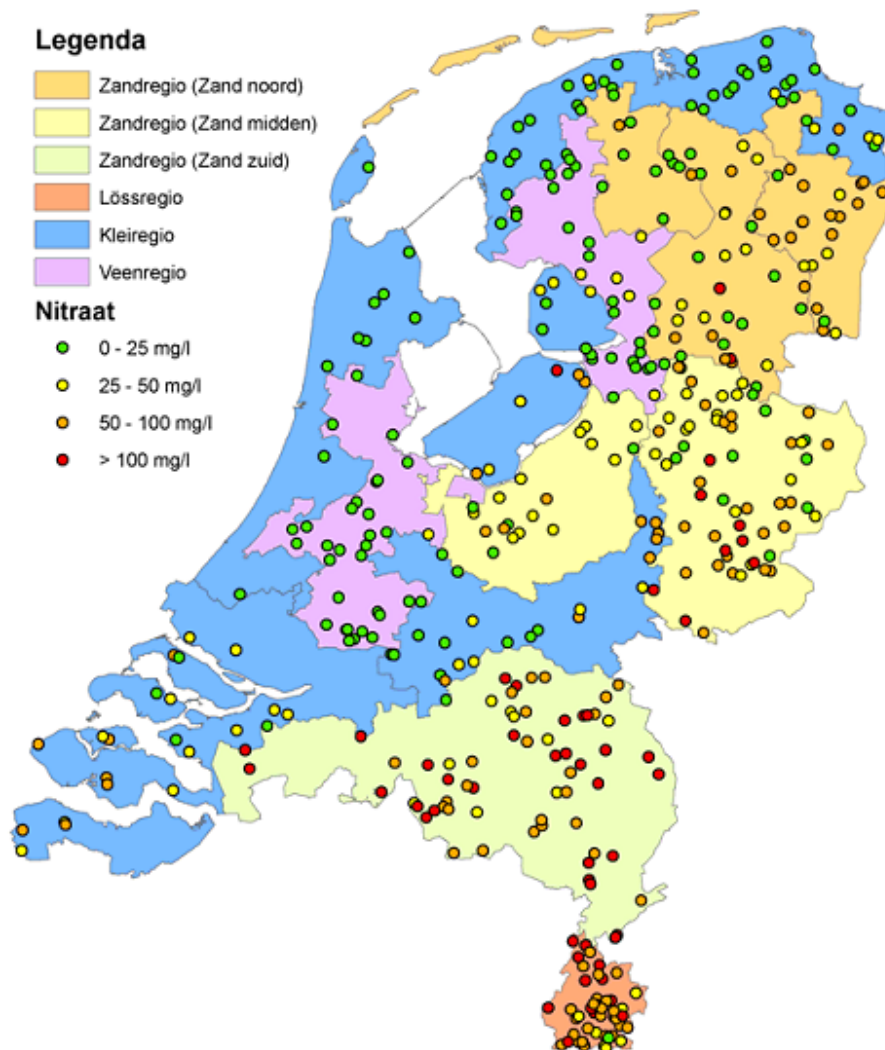 Legenda
Zandregio (Zand noord)
Zandregio (Zand midden)
Zandregio (Zand zuid)
Lössregio
Kleiregio
Veenregio
Nitraat
0 - 25 mg/l
25 - 50 mg/l
50 - 100 mg/l
> 100 mg/l